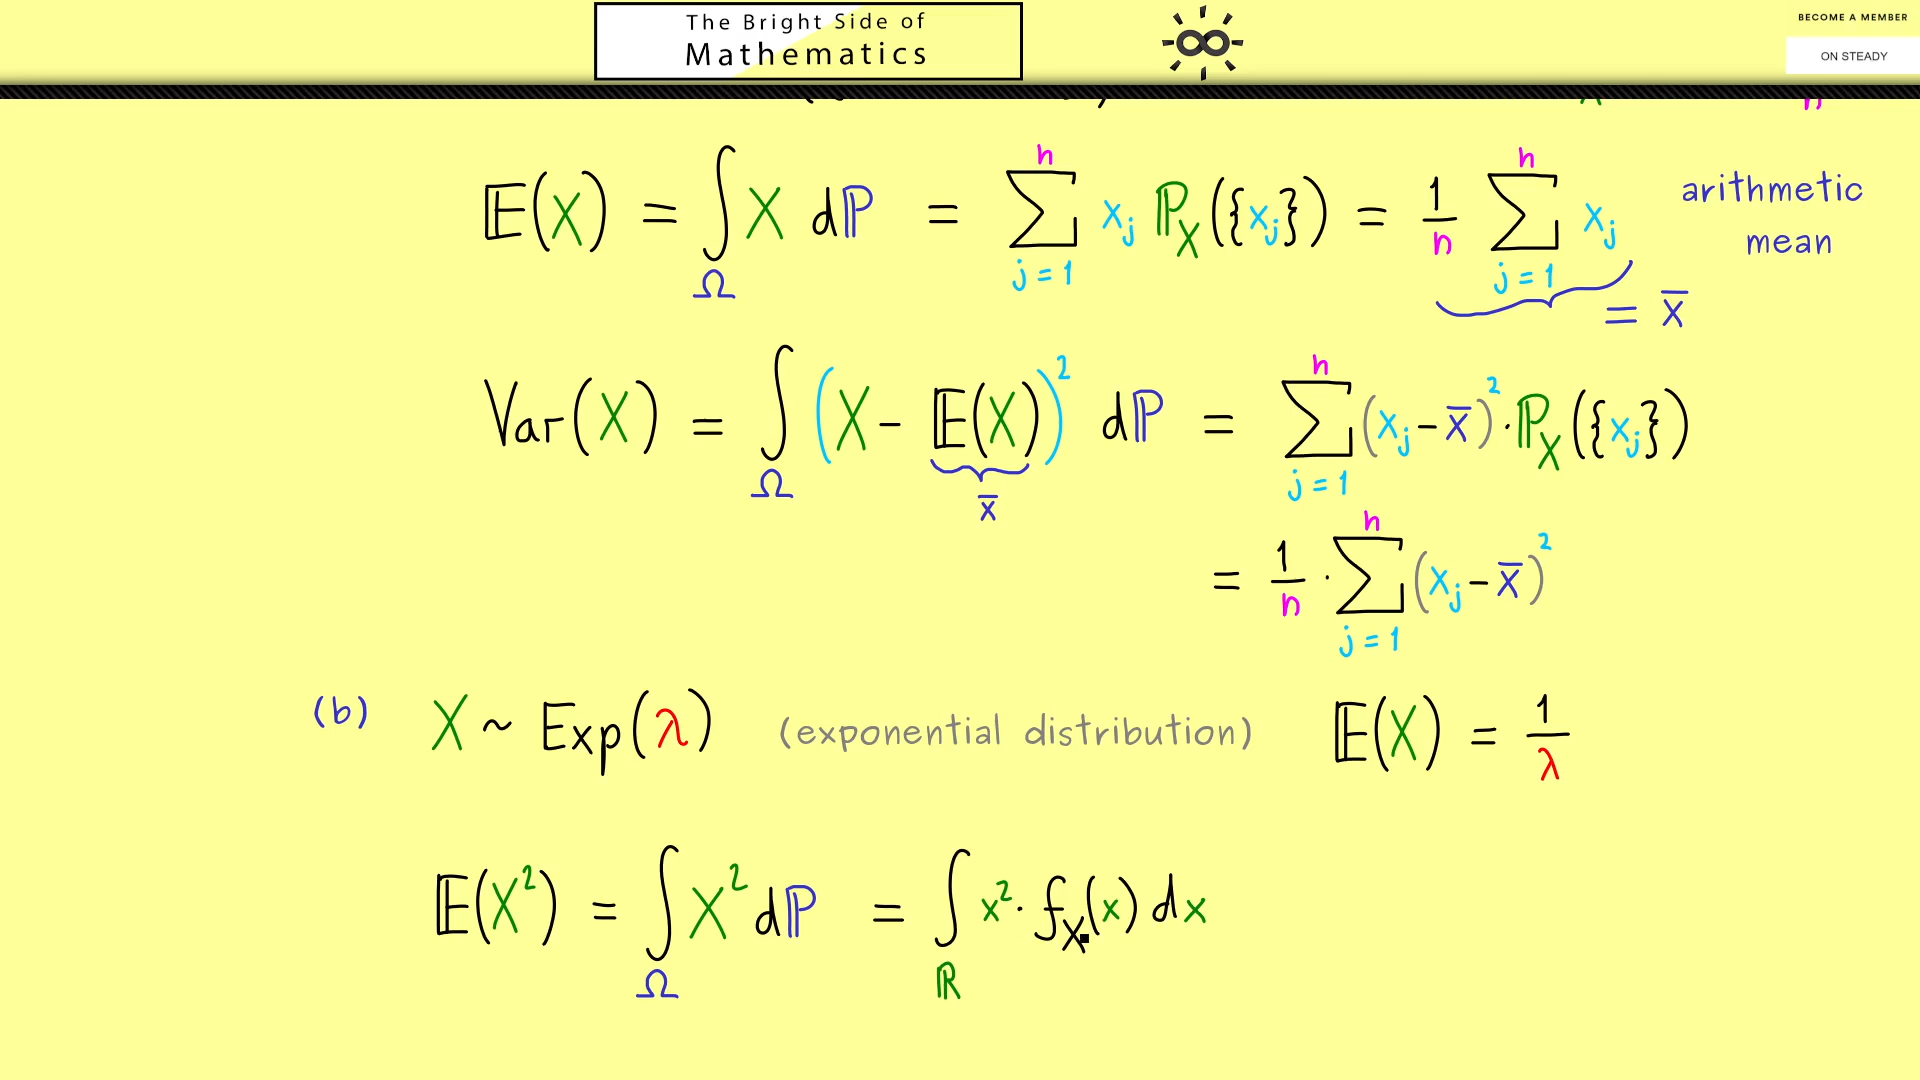 The Bright Side of
Mathematics
BECOME A MEMBER
ON STEADY
𝔼(X) = ∫_Ω X dℙ = ∑_{j=1}^{n} x_j ℙ_X({x_j}) = 1/n ∑_{j=1}^{n} x_j = x̄
arithmetic
mean
Var(X) = ∫_Ω (X - 𝔼(X))² dℙ = ∑_{j=1}^{n} (x_j - x̄)² · ℙ_X({x_j})
x̄
= 1/n · ∑_{j=1}^{n} (x_j - x̄)²
(b) X ~ Exp(λ) (exponential distribution) 𝔼(X) = 1/λ
𝔼(X²) = ∫_Ω X² dℙ = ∫_ℝ x² · f_X(x) dx